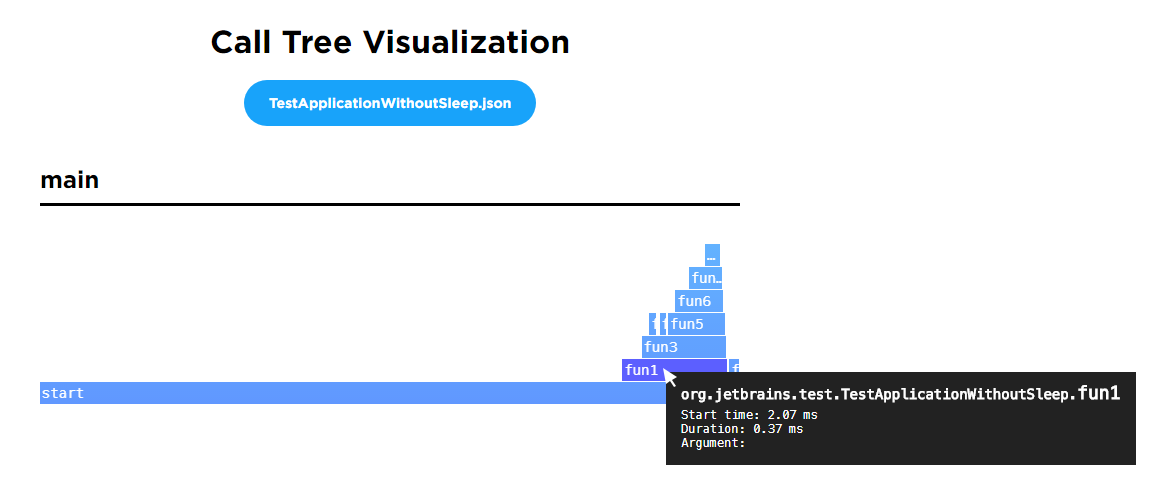 Call Tree Visualization
TestApplicationWithoutSleep.json
main
…
fun…
fun6
f f fun5
fun3
fun1 f
start
org.jetbrains.test.TestApplicationWithoutSleep.fun1
Start time: 2.07 ms
Duration: 0.37 ms
Argument: